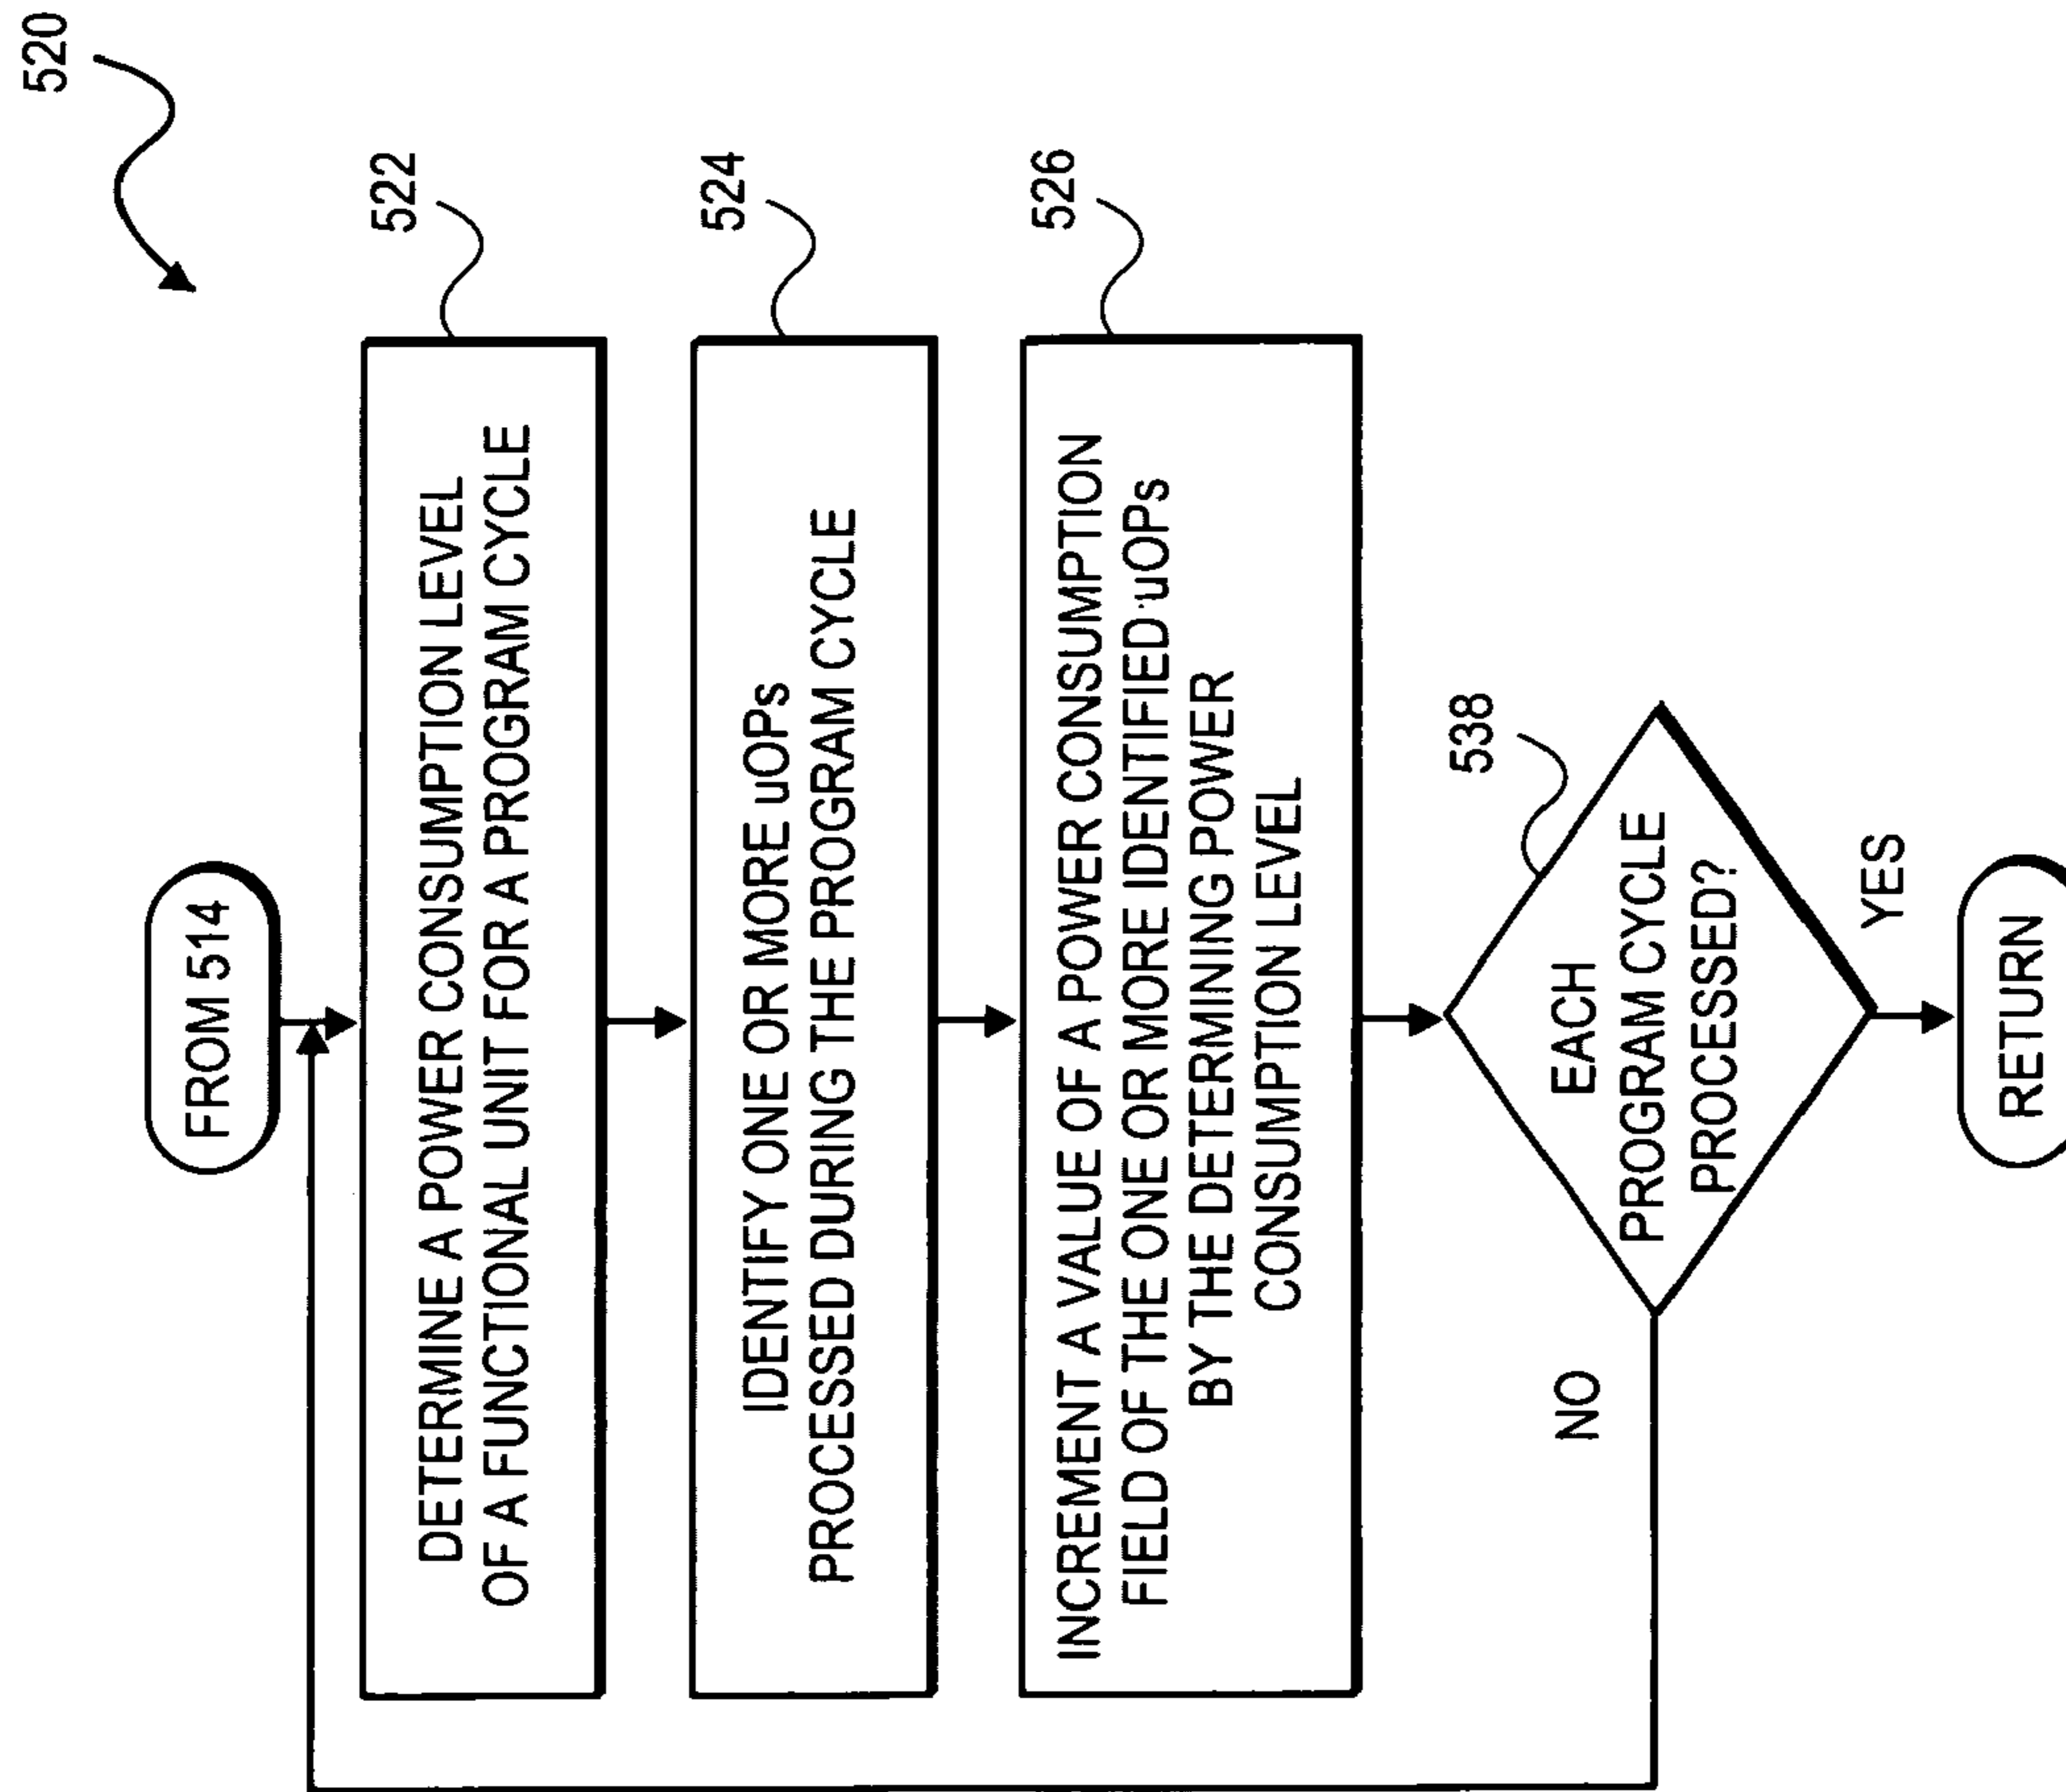 520
FROM 514
522
DETERMINE A POWER CONSUMPTION LEVEL
OF A FUNCTIONAL UNIT FOR A PROGRAM CYCLE
524
IDENTIFY ONE OR MORE uOPs
PROCESSED DURING THE PROGRAM CYCLE
526
INCREMENT A VALUE OF A POWER CONSUMPTION
FIELD OF THE ONE OR MORE IDENTIFIED uOPs
BY THE DETERMINING POWER
CONSUMPTION LEVEL
538
EACH
PROGRAM CYCLE
PROCESSED?
NO
YES
RETURN